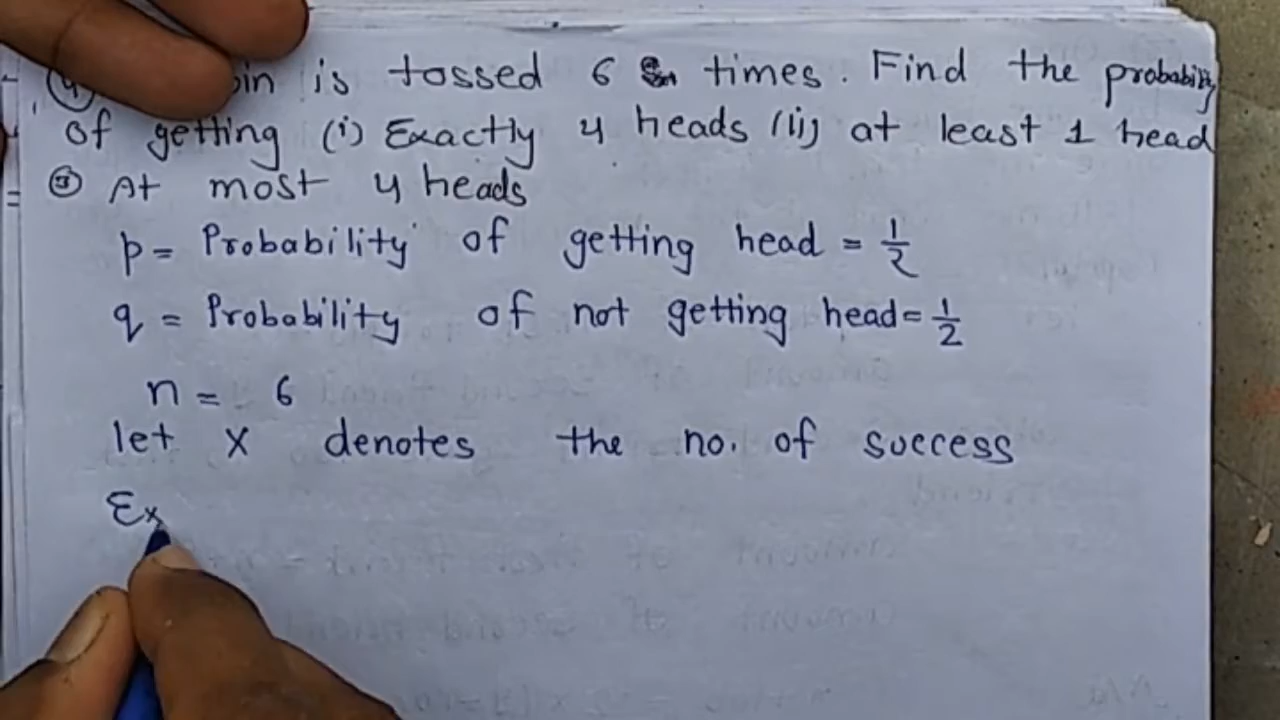 is tossed 6 times. Find the probability
of getting (i) Exactly 4 heads (ii) at least 1 head
③ At most 4 heads
p = Probability of getting head = 1/2
q = Probability of not getting head = 1/2
n = 6
let X denotes the no. of success
Ex